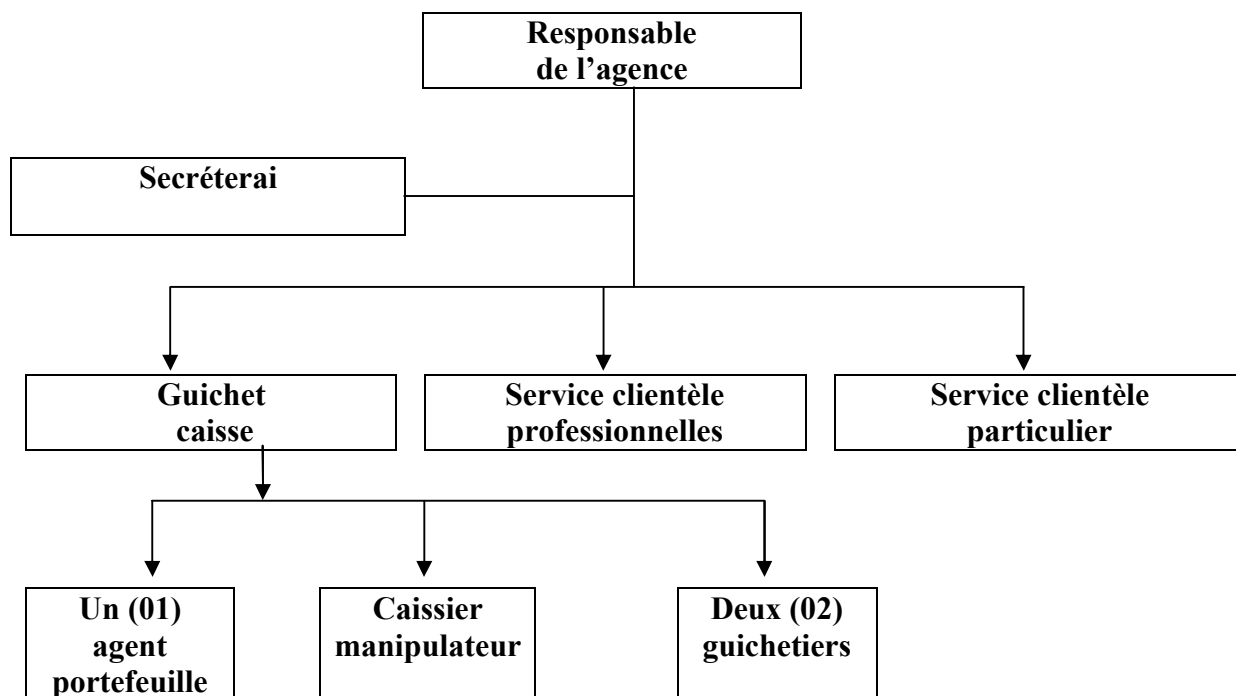 Responsable
de l’agence
Secréterai
Guichet
caisse
Service clientèle
professionnelles
Service clientèle
particulier
Un (01)
agent
portefeuille
Caissier
manipulateur
Deux (02)
guichetiers